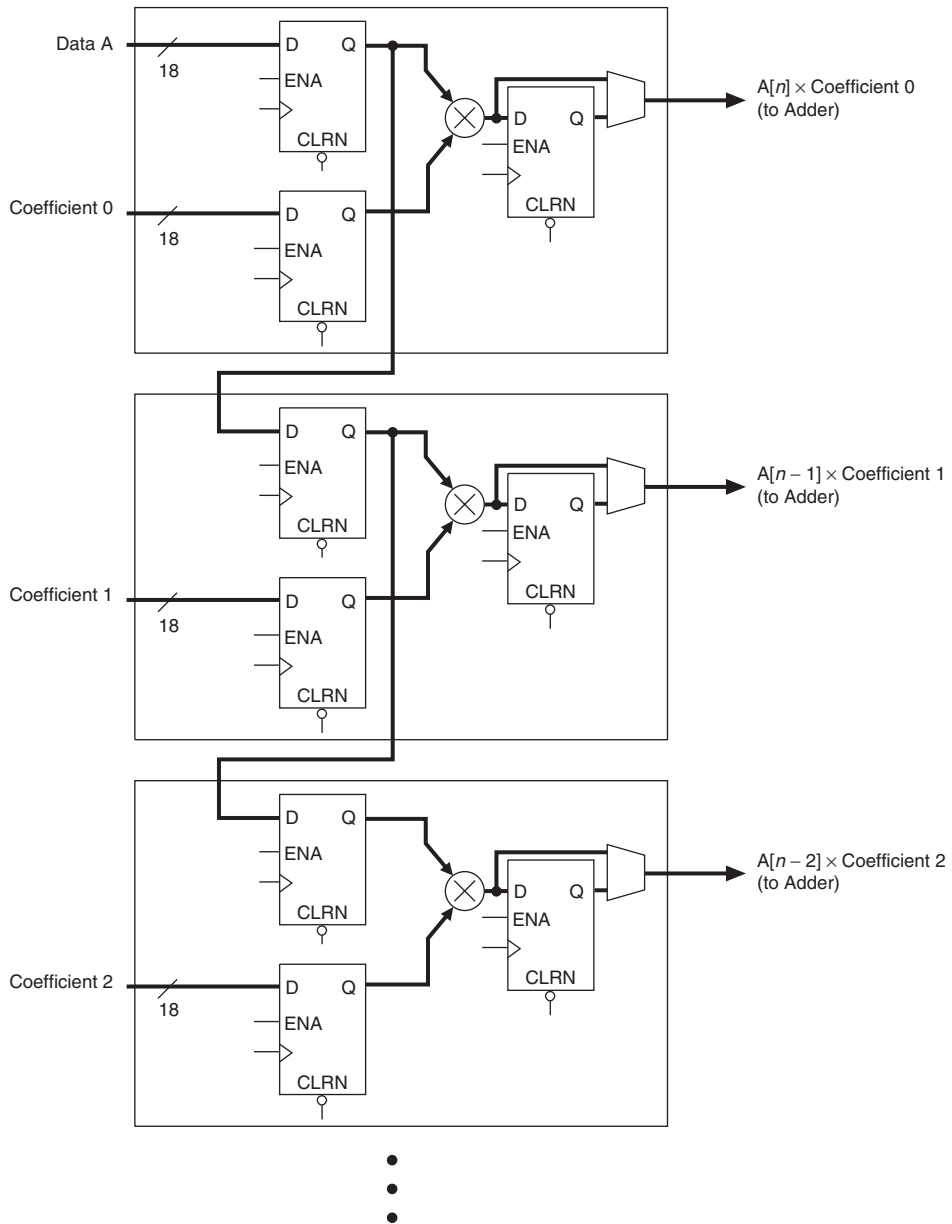 Data A
18
D Q
ENA
CLRN
Coefficient 0
18
D Q
ENA
CLRN
D Q
ENA
CLRN
A[n] × Coefficient 0
(to Adder)
D Q
ENA
CLRN
Coefficient 1
18
D Q
ENA
CLRN
D Q
ENA
CLRN
A[n – 1] × Coefficient 1
(to Adder)
D Q
ENA
CLRN
Coefficient 2
18
D Q
ENA
CLRN
D Q
ENA
CLRN
A[n – 2] × Coefficient 2
(to Adder)